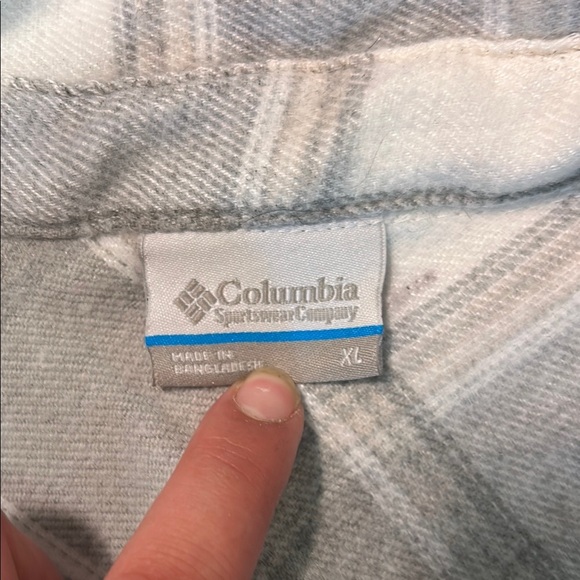 Columbia
Sportswear Company
MADE IN
XL
BANGLADESH